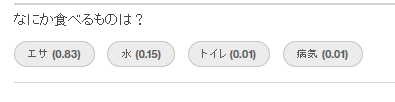 なにか食べるものは？
エサ (0.83) 水 (0.15) トイレ (0.01) 病気 (0.01)